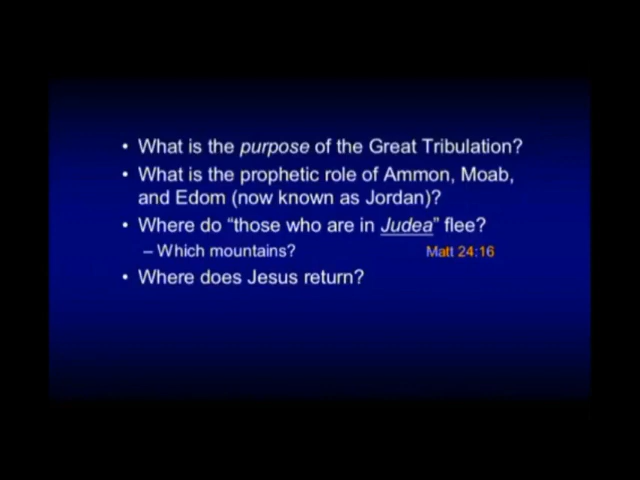 • What is the purpose of the Great Tribulation?
• What is the prophetic role of Ammon, Moab,
and Edom (now known as Jordan)?
• Where do “those who are in Judea” flee?
– Which mountains? Matt 24:16
• Where does Jesus return?